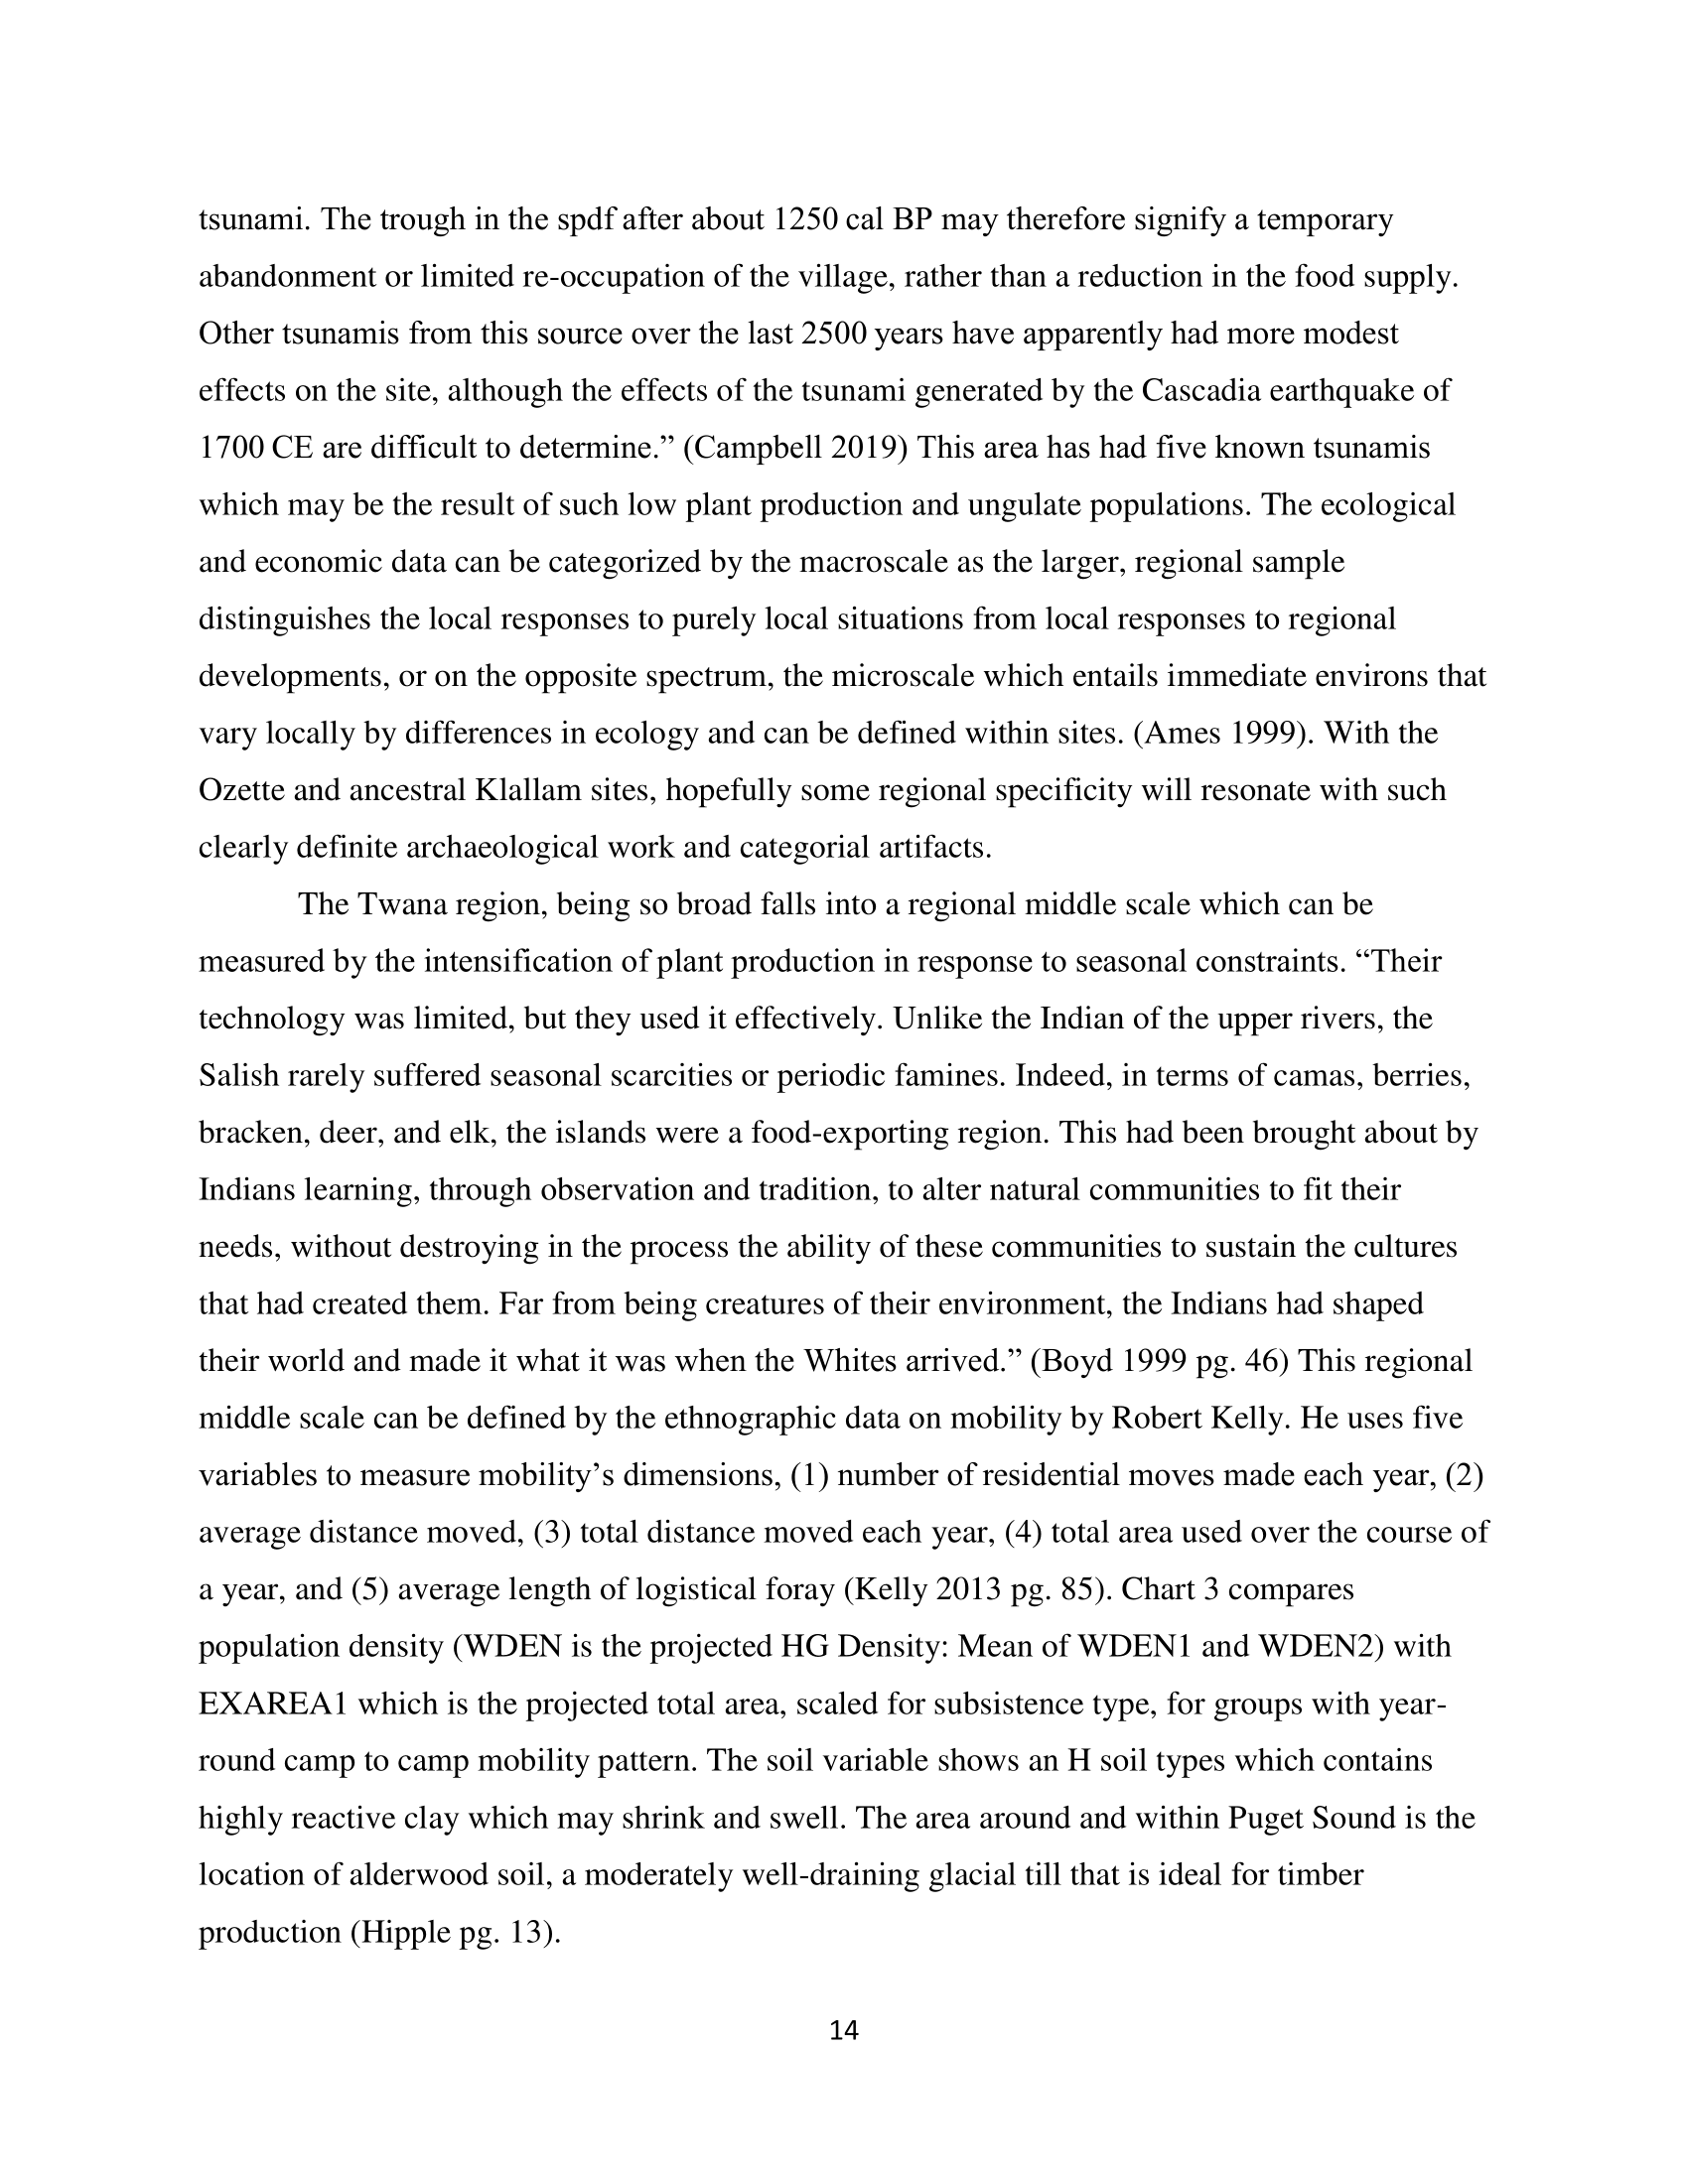 tsunami. The trough in the spdf after about 1250 cal BP may therefore signify a temporary
abandonment or limited re-occupation of the village, rather than a reduction in the food supply.
Other tsunamis from this source over the last 2500 years have apparently had more modest
effects on the site, although the effects of the tsunami generated by the Cascadia earthquake of
1700 CE are difficult to determine.” (Campbell 2019) This area has had five known tsunamis
which may be the result of such low plant production and ungulate populations. The ecological
and economic data can be categorized by the macroscale as the larger, regional sample
distinguishes the local responses to purely local situations from local responses to regional
developments, or on the opposite spectrum, the microscale which entails immediate environs that
vary locally by differences in ecology and can be defined within sites. (Ames 1999). With the
Ozette and ancestral Klallam sites, hopefully some regional specificity will resonate with such
clearly definite archaeological work and categorial artifacts.
The Twana region, being so broad falls into a regional middle scale which can be
measured by the intensification of plant production in response to seasonal constraints. “Their
technology was limited, but they used it effectively. Unlike the Indian of the upper rivers, the
Salish rarely suffered seasonal scarcities or periodic famines. Indeed, in terms of camas, berries,
bracken, deer, and elk, the islands were a food-exporting region. This had been brought about by
Indians learning, through observation and tradition, to alter natural communities to fit their
needs, without destroying in the process the ability of these communities to sustain the cultures
that had created them. Far from being creatures of their environment, the Indians had shaped
their world and made it what it was when the Whites arrived.” (Boyd 1999 pg. 46) This regional
middle scale can be defined by the ethnographic data on mobility by Robert Kelly. He uses five
variables to measure mobility’s dimensions, (1) number of residential moves made each year, (2)
average distance moved, (3) total distance moved each year, (4) total area used over the course of
a year, and (5) average length of logistical foray (Kelly 2013 pg. 85). Chart 3 compares
population density (WDEN is the projected HG Density: Mean of WDEN1 and WDEN2) with
EXAREA1 which is the projected total area, scaled for subsistence type, for groups with year-
round camp to camp mobility pattern. The soil variable shows an H soil types which contains
highly reactive clay which may shrink and swell. The area around and within Puget Sound is the
location of alderwood soil, a moderately well-draining glacial till that is ideal for timber
production (Hipple pg. 13).
14